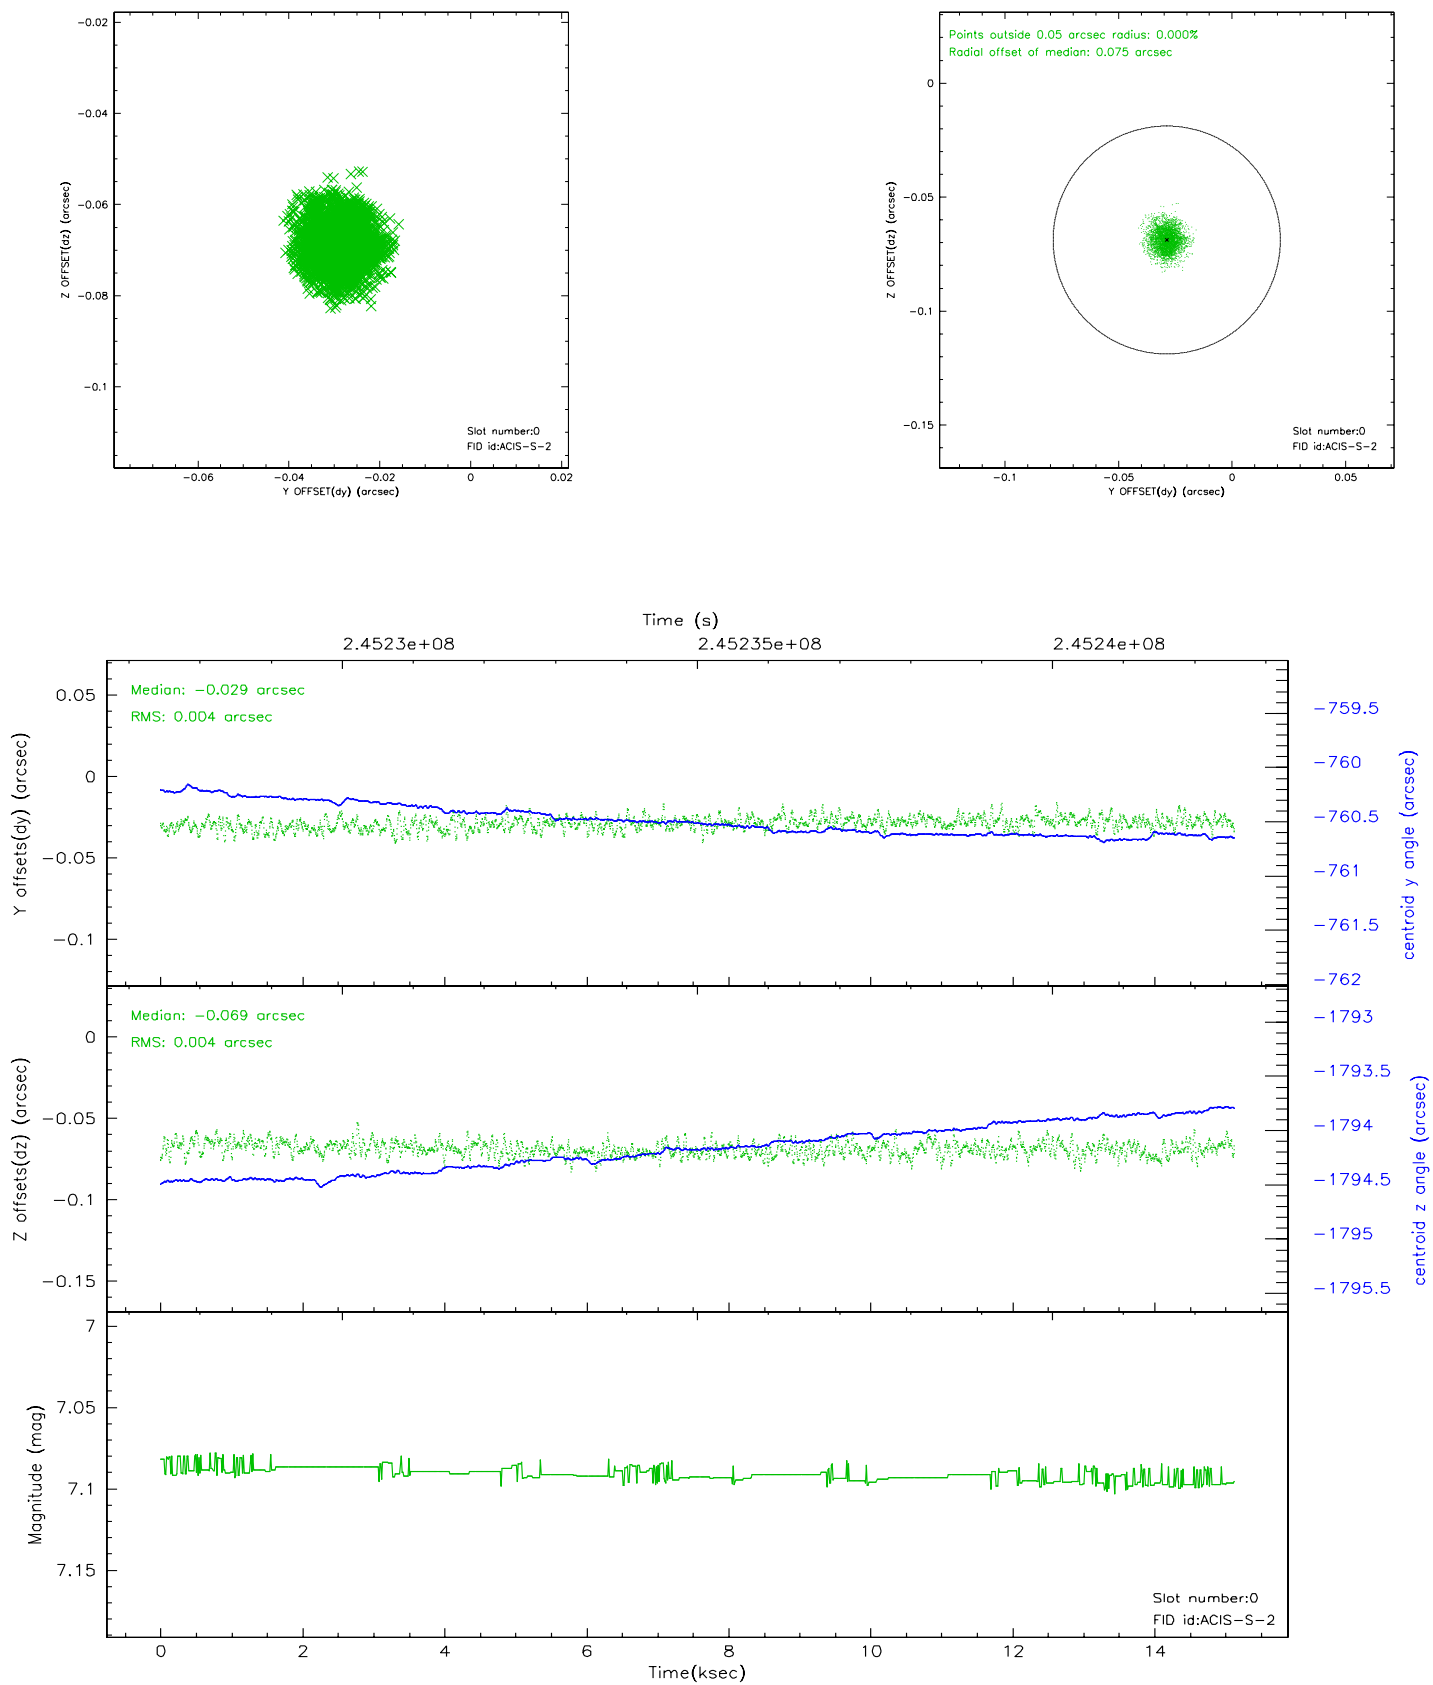 -0.02
-0.04
-0.06
-0.08
-0.1
Z OFFSET(dz) (arcsec)
Slot number:0
FID id:ACIS-S-2
-0.06 -0.04 -0.02 0 0.02
Y OFFSET(dy) (arcsec)
Points outside 0.05 arcsec radius: 0.000%
Radial offset of median: 0.075 arcsec
0
-0.05
-0.1
-0.15
Z OFFSET(dz) (arcsec)
Slot number:0
FID id:ACIS-S-2
-0.1 -0.05 0 0.05
Y OFFSET(dy) (arcsec)
Time (s)
2.4523e+08 2.45235e+08 2.4524e+08
Median: -0.029 arcsec
RMS: 0.004 arcsec
0.05
0
-0.05
-0.1
Y offsets(dy) (arcsec)
-759.5
-760
-760.5
-761
-761.5
-762
centroid y angle (arcsec)
Median: -0.069 arcsec
RMS: 0.004 arcsec
0
-0.05
-0.1
-0.15
Z offsets(dz) (arcsec)
-1793
-1793.5
-1794
-1794.5
-1795
-1795.5
centroid z angle (arcsec)
7
7.05
7.1
7.15
Magnitude (mag)
Slot number:0
FID id:ACIS-S-2
0 2 4 6 8 10 12 14
Time(ksec)